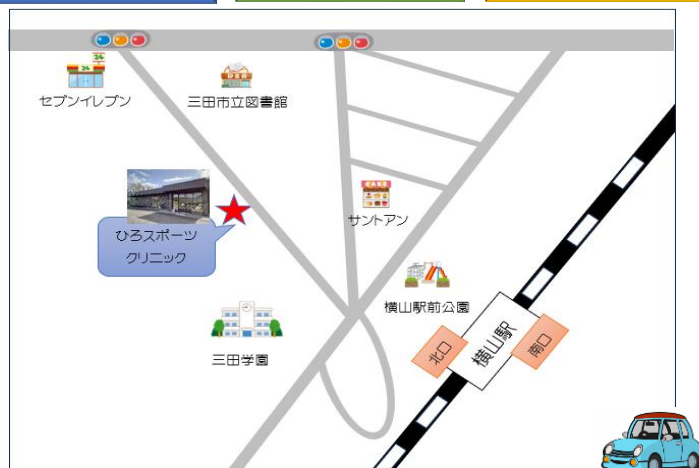 セブンイレブン
三田市立図書館
ひろスポーツ
クリニック
サントアン
横山駅前公園
三田学園
北口
横山駅
南口